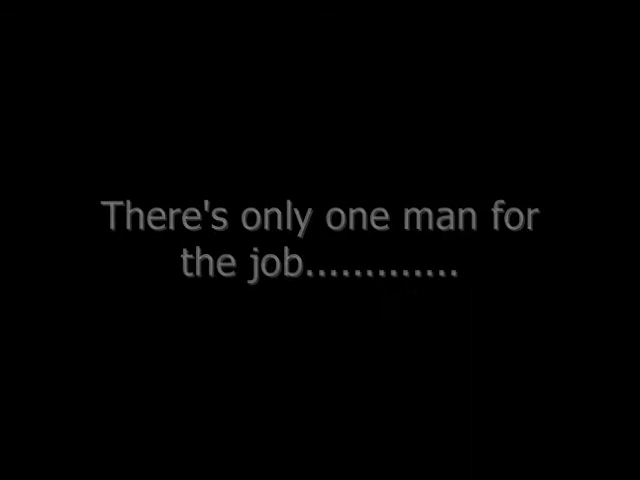 There's only one man for
the job.............